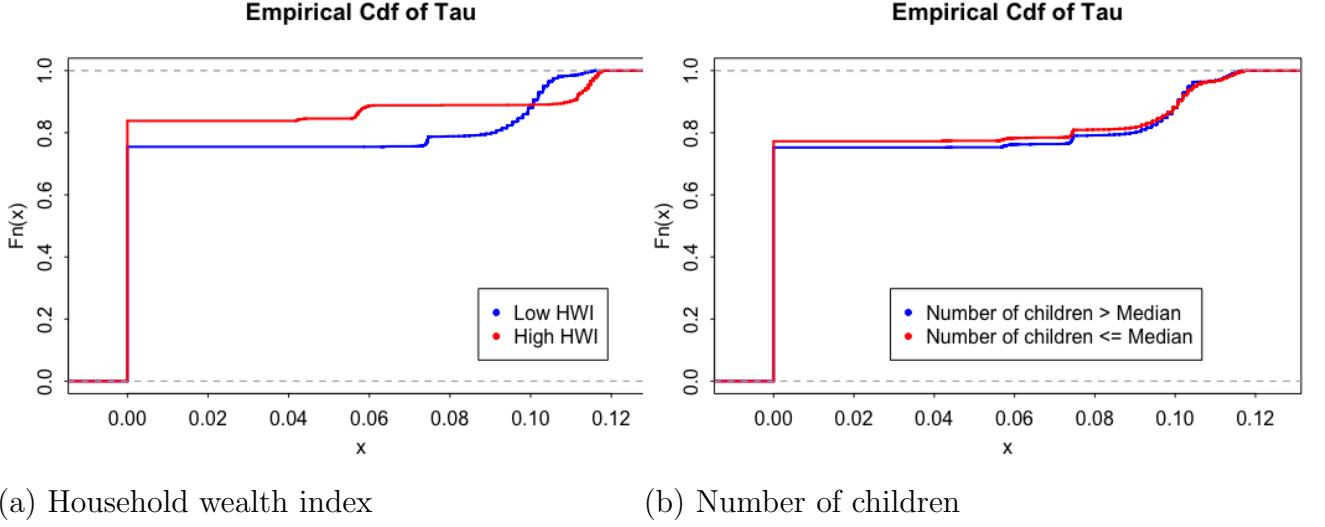 Empirical Cdf of Tau
Fn(x)
1.0
0.8
0.6
0.4
0.2
0.0
0.00 0.02 0.04 0.06 0.08 0.10 0.12
x
Low HWI
High HWI
(a) Household wealth index
Empirical Cdf of Tau
Fn(x)
1.0
0.8
0.6
0.4
0.2
0.0
0.00 0.02 0.04 0.06 0.08 0.10 0.12
x
Number of children > Median
Number of children <= Median
(b) Number of children